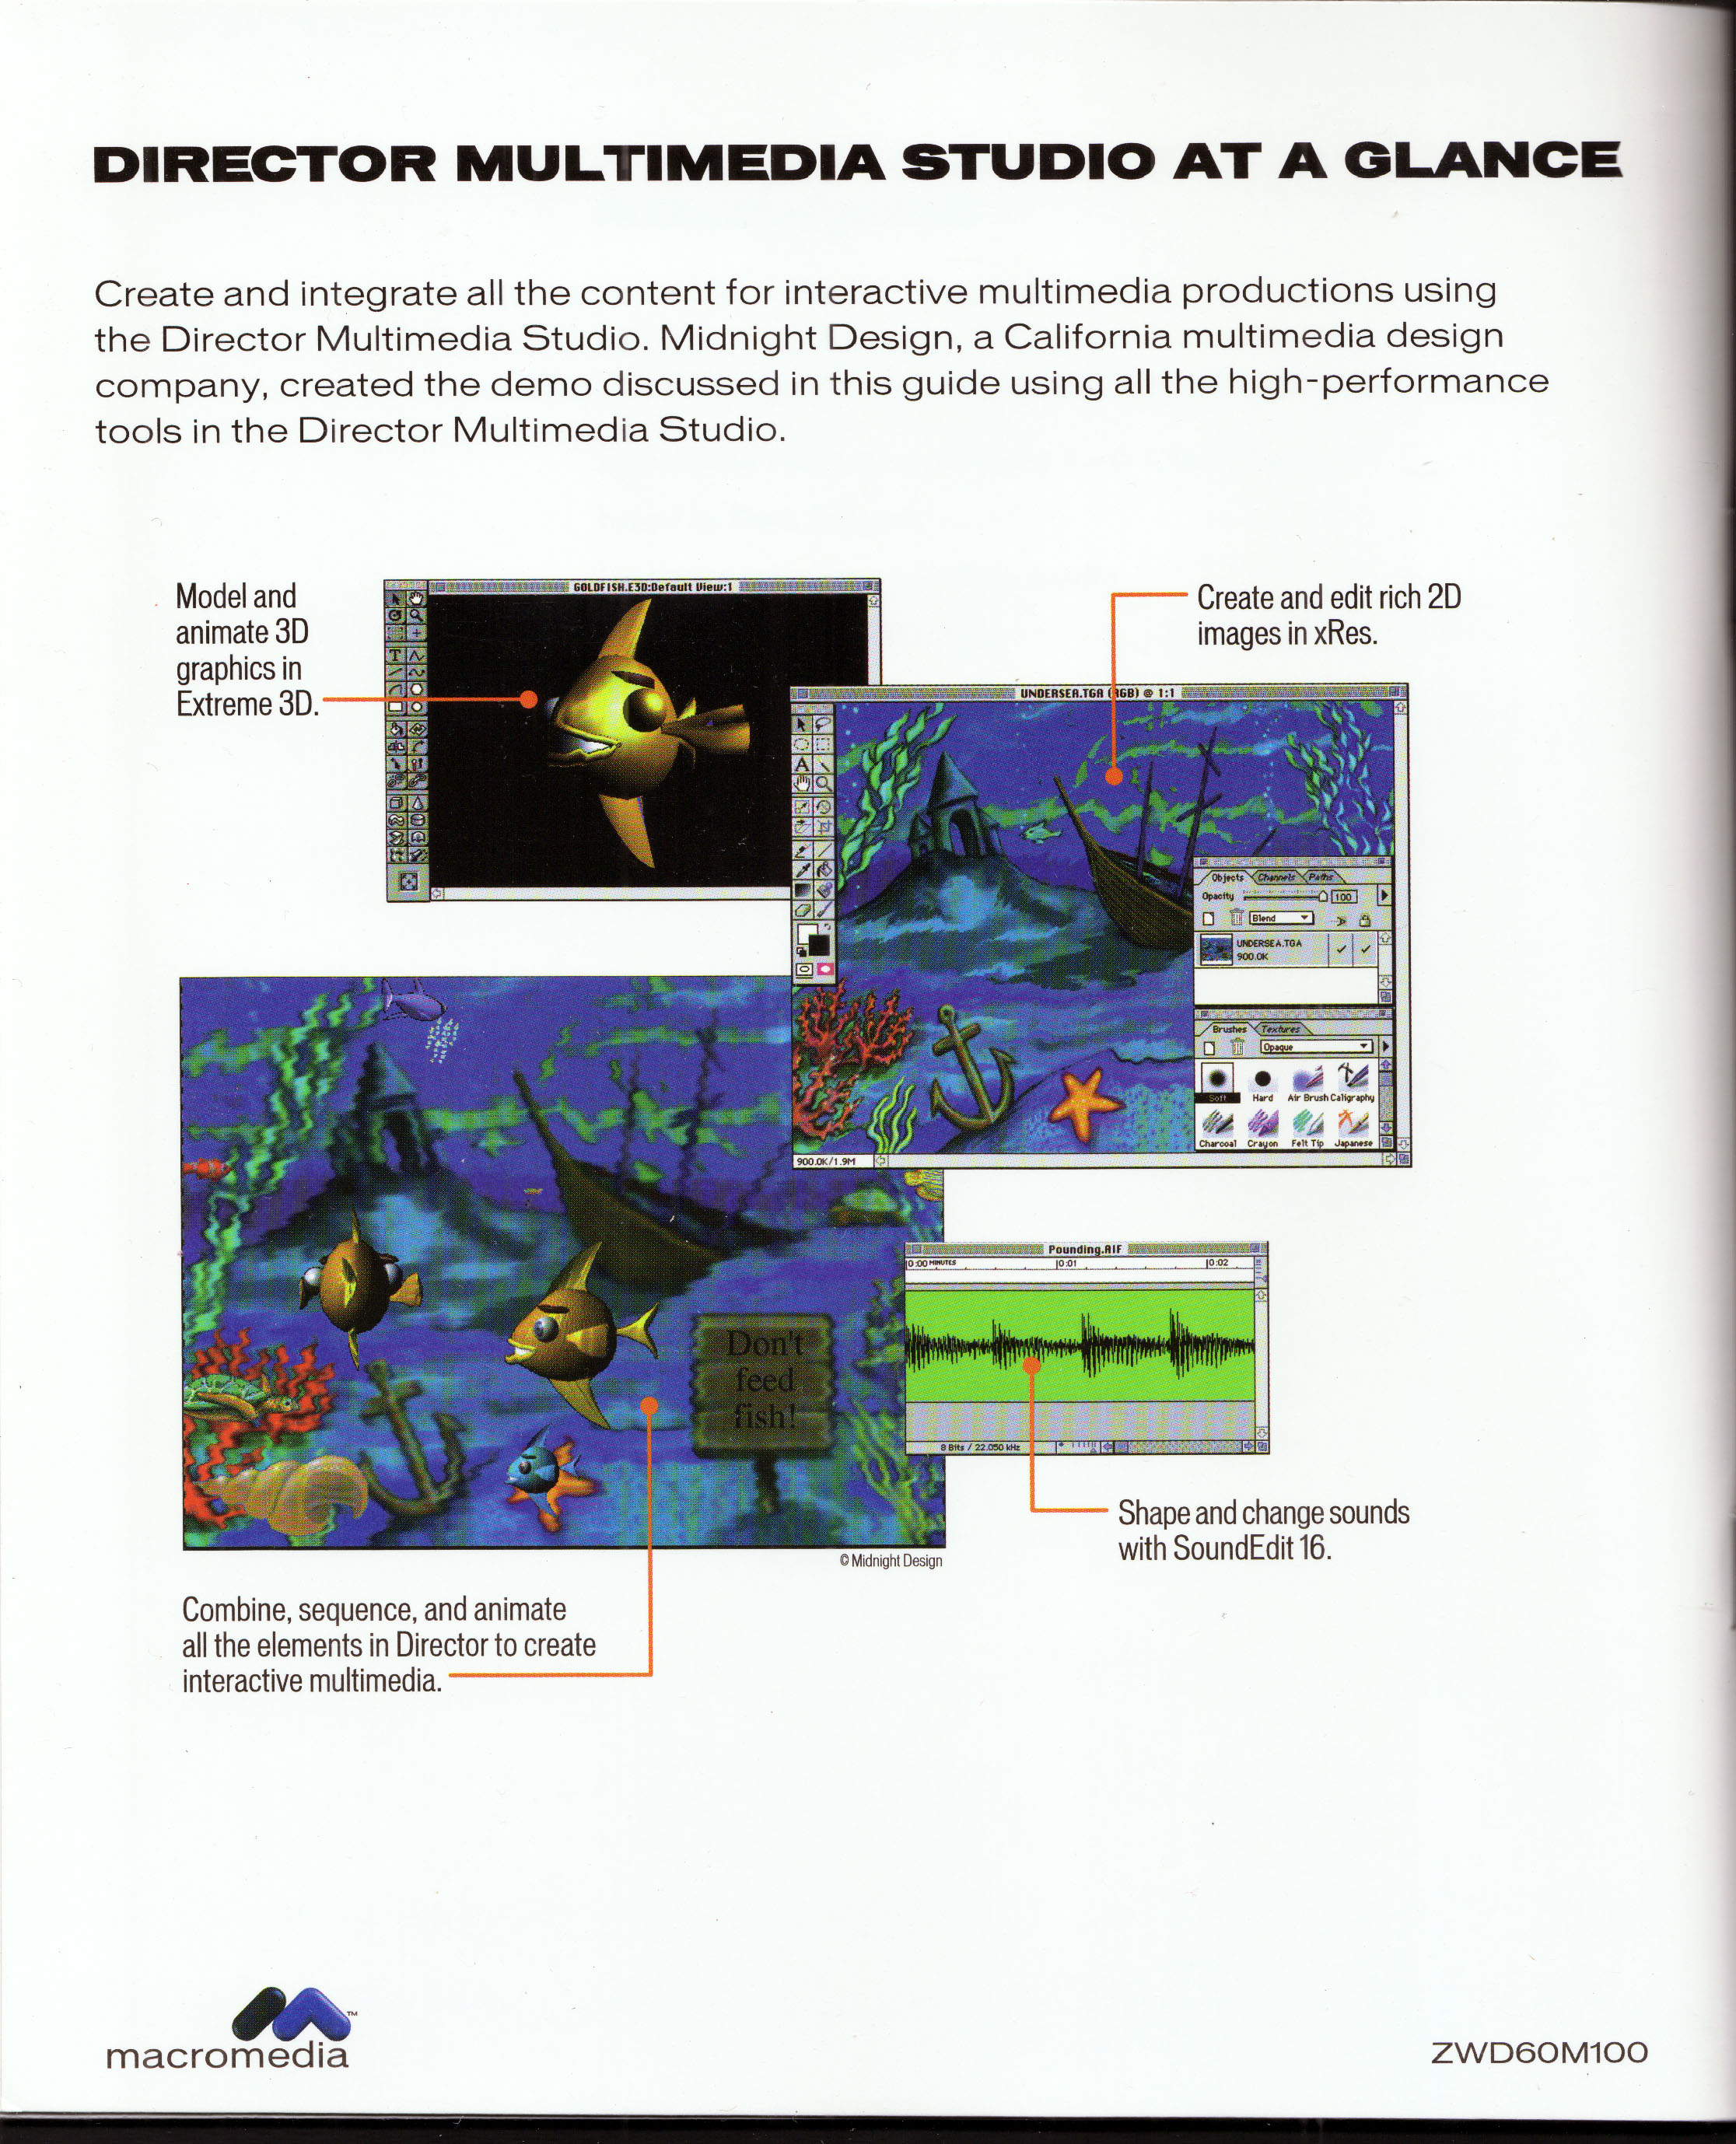 DIRECTOR MULTIMEDIA STUDIO AT A GLANCE
Create and integrate all the content for interactive multimedia productions using
the Director Multimedia Studio. Midnight Design, a California multimedia design
company, created the demo discussed in this guide using all the high-performance
tools in the Director Multimedia Studio.
Model and
animate 3D
graphics in
Extreme 3D.
GOLDFISH.E3D:Default View:1
T
Create and edit rich 2D
images in xRes.
UNDERSEA.TGA (RGB) @ 1:1
A
Objects Channels Paths
Opacity 100
Blend
UNDERSEA.TGA
900.0K
Brushes Textures
Opaque
Soft Hard Air Brush Caligraphy
Charcoal Crayon Felt Tip Japanese
900.0K/1.9M
Don't
feed
fish!
Pounding.AIF
0:00 MINUTES 0:01 0:02
8 Bits / 22.050 kHz
Shape and change sounds
with SoundEdit 16.
© Midnight Design
Combine, sequence, and animate
all the elements in Director to create
interactive multimedia.
TM
macromedia
ZWD60M100